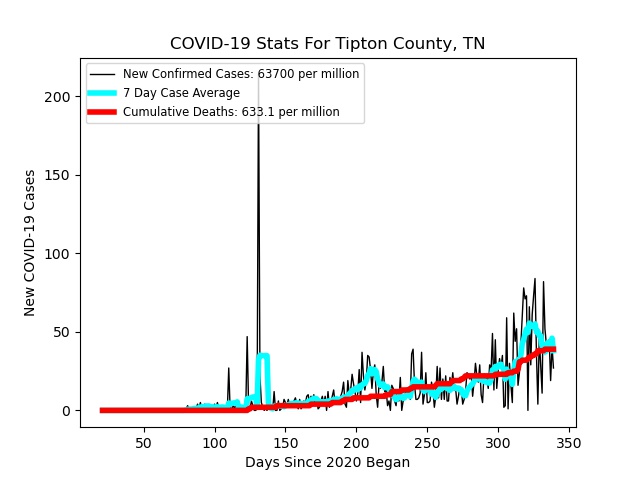 COVID-19 Stats For Tipton County, TN
New Confirmed Cases: 63700 per million
7 Day Case Average
Cumulative Deaths: 633.1 per million
New COVID-19 Cases
200
150
100
50
0
50 100 150 200 250 300 350
Days Since 2020 Began